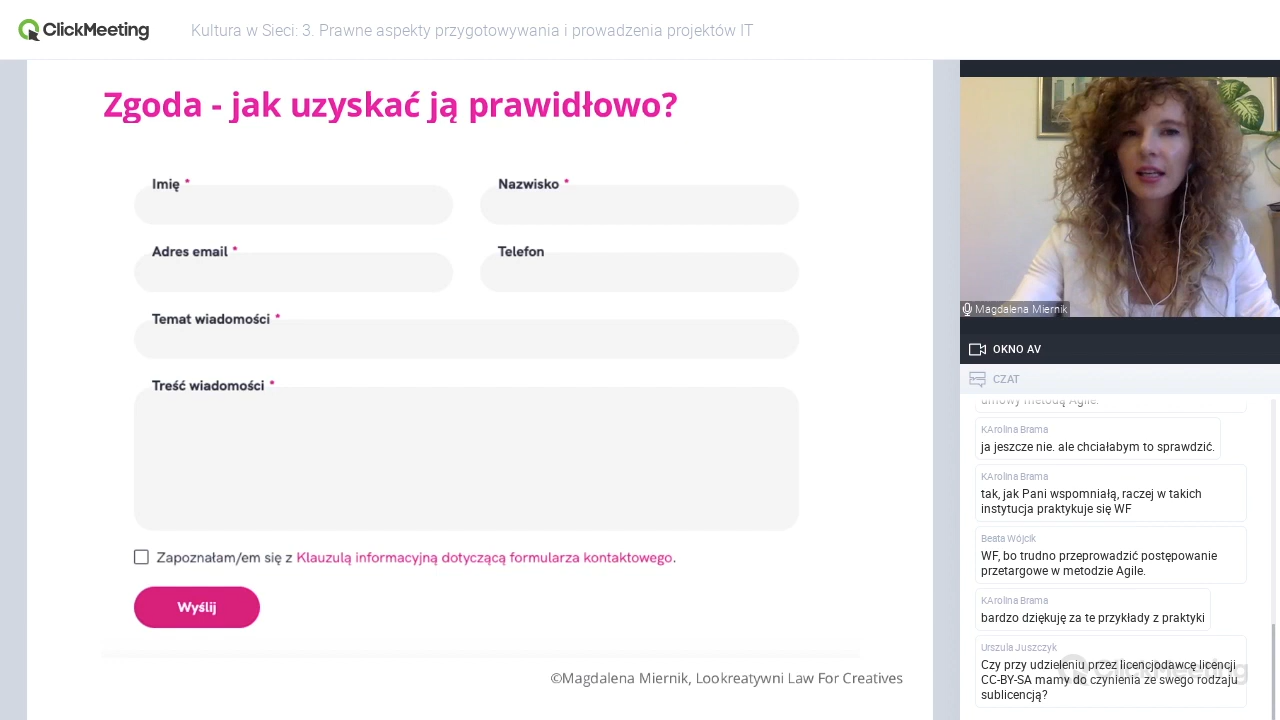 ClickMeeting
Kultura w Sieci: 3. Prawne aspekty przygotowywania i prowadzenia projektów IT
Zgoda - jak uzyskać ją prawidłowo?
Imię *
Nazwisko *
Adres email *
Telefon
Temat wiadomości *
Treść wiadomości *
Zapoznałam/em się z Klauzulą informacyjną dotyczącą formularza kontaktowego.
Wyślij
©Magdalena Miernik, Lookreatywni Law For Creatives
Magdalena Miernik
OKNO AV
CZAT
umowy metodą Agile.
KArolina Brama
ja jeszcze nie. ale chciałabym to sprawdzić.
KArolina Brama
tak, jak Pani wspomniałą, raczej w takich
instytucja praktykuje się WF
Beata Wójcik
WF, bo trudno przeprowadzić postępowanie
przetargowe w metodzie Agile.
KArolina Brama
bardzo dziękuję za te przykłady z praktyki
Urszula Juszczyk
Czy przy udzieleniu przez licencjodawcę licencji
CC-BY-SA mamy do czynienia ze swego rodzaju
sublicencją?
ClickMeeting